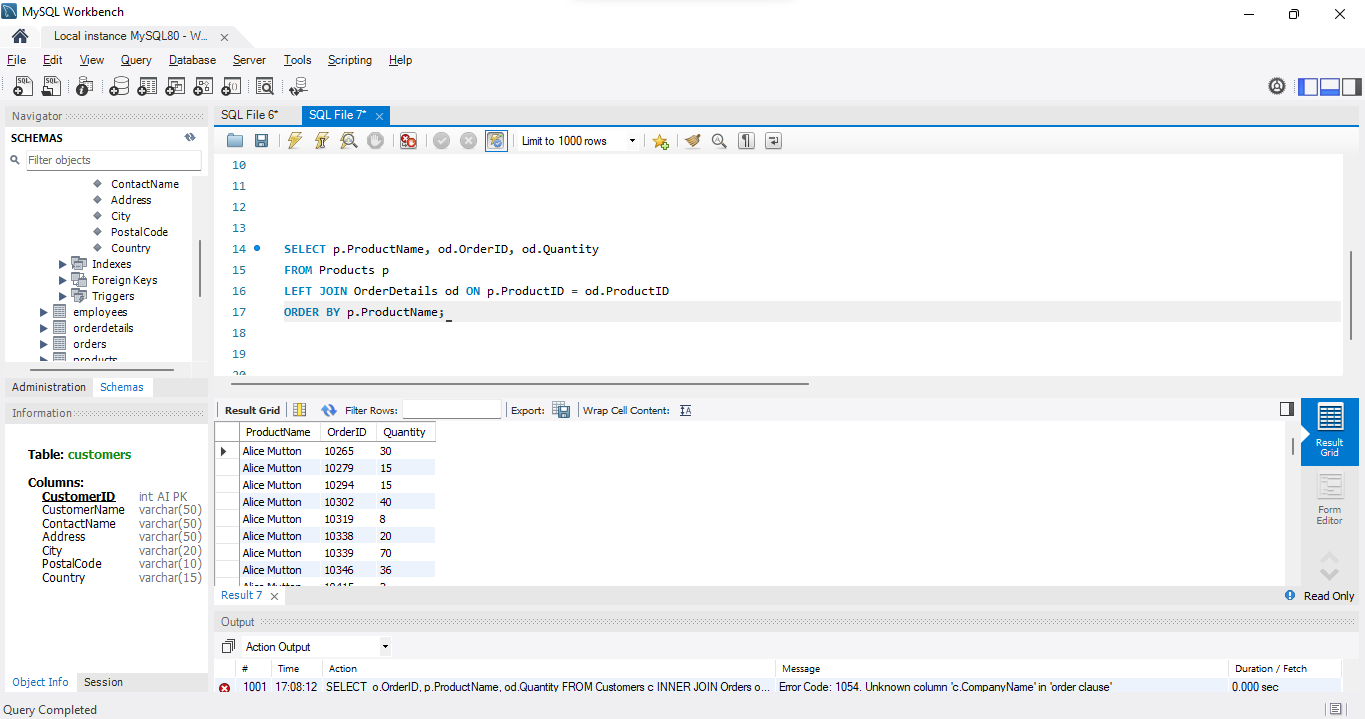 MySQL Workbench
Local instance MySQL80 - W...
File Edit View Query Database Server Tools Scripting Help
Navigator
SCHEMAS
Filter objects
ContactName
Address
City
PostalCode
Country
Indexes
Foreign Keys
Triggers
employees
orderdetails
orders
products
Administration Schemas
Information
Table: customers
Columns:
CustomerID int AI PK
CustomerName varchar(50)
ContactName varchar(50)
Address varchar(50)
City varchar(20)
PostalCode varchar(10)
Country varchar(15)
Object Info Session
SQL File 6* SQL File 7*
Limit to 1000 rows
10
11
12
13
14 SELECT p.ProductName, od.OrderID, od.Quantity
15 FROM Products p
16 LEFT JOIN OrderDetails od ON p.ProductID = od.ProductID
17 ORDER BY p.ProductName;
18
19
20
Result Grid Filter Rows: Export: Wrap Cell Content:
ProductName OrderID Quantity
Alice Mutton 10265 30
Alice Mutton 10279 15
Alice Mutton 10294 15
Alice Mutton 10302 40
Alice Mutton 10319 8
Alice Mutton 10338 20
Alice Mutton 10339 70
Alice Mutton 10346 36
Alice Mutton 10415
Result Grid
Form Editor
Result 7
Read Only
Output
Action Output
# Time Action Message Duration / Fetch
1001 17:08:12 SELECT o.OrderID, p.ProductName, od.Quantity FROM Customers c INNER JOIN Orders o... Error Code: 1054. Unknown column 'c.CompanyName' in 'order clause' 0.000 sec
Query Completed